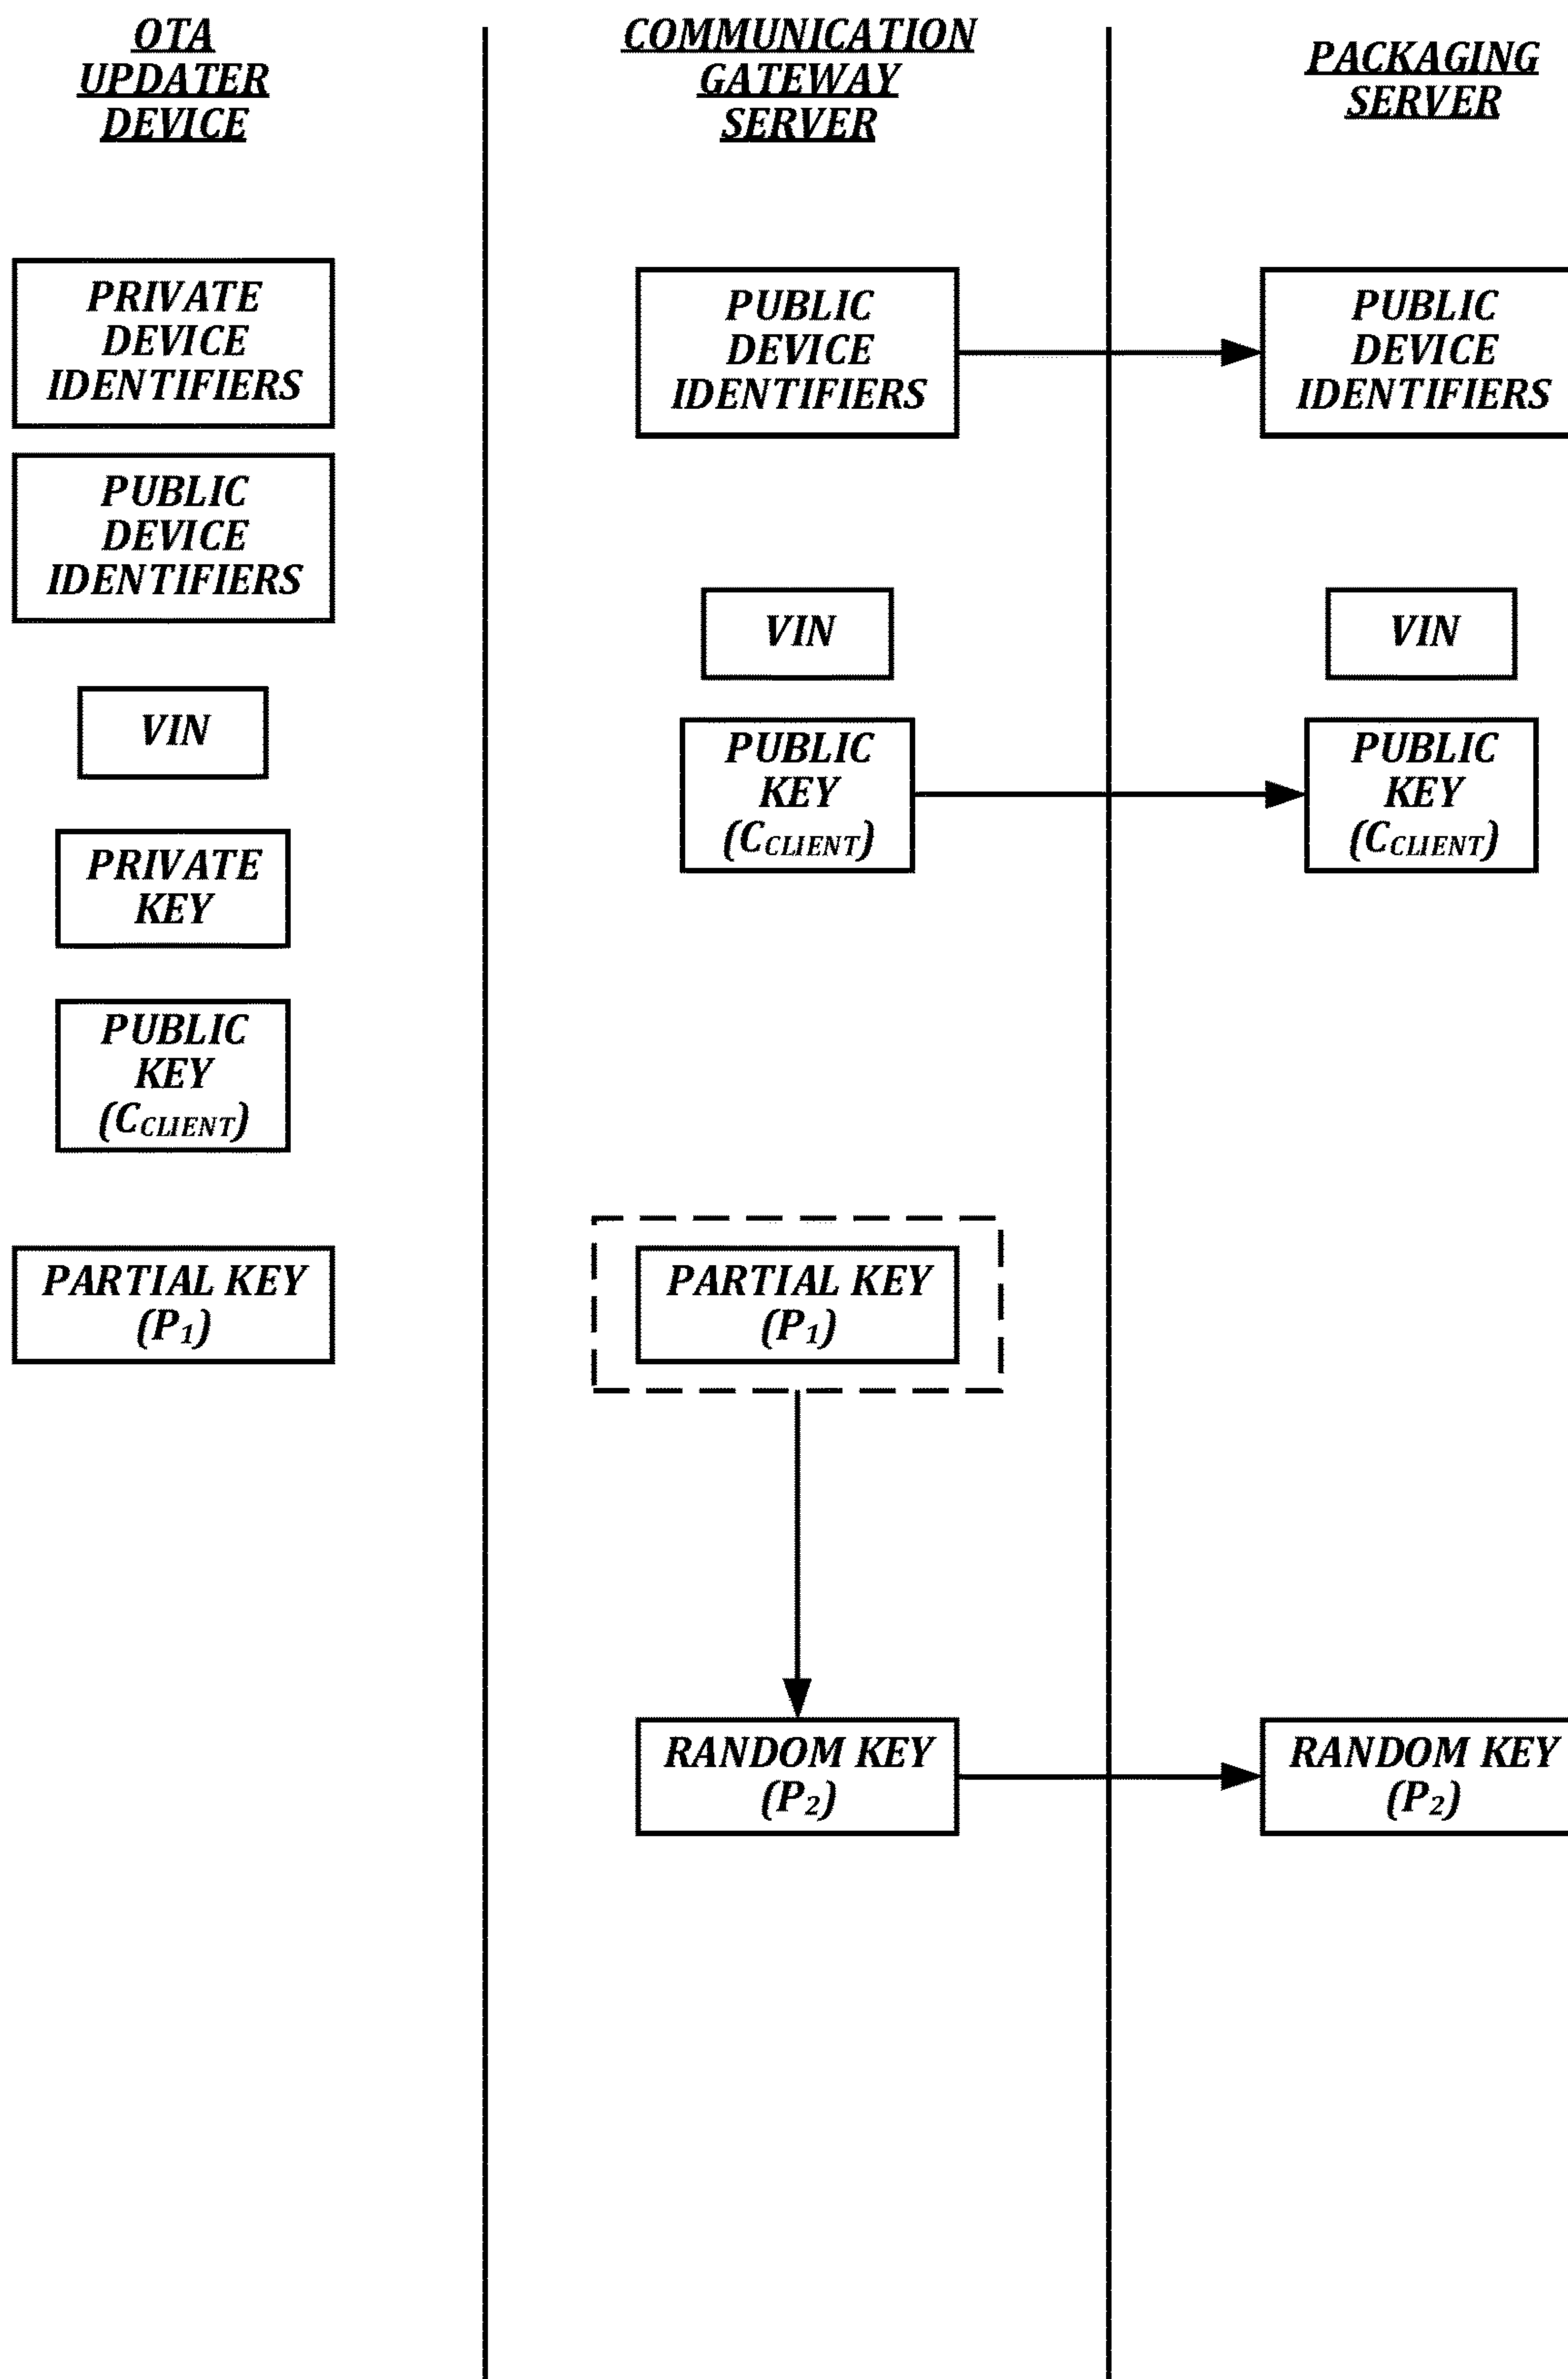 OTA
UPDATER
DEVICE
COMMUNICATION
GATEWAY
SERVER
PACKAGING
SERVER
PRIVATE
DEVICE
IDENTIFIERS
PUBLIC
DEVICE
IDENTIFIERS
VIN
PRIVATE
KEY
PUBLIC
KEY
(CCLIENT)
PARTIAL KEY
(P1)
PUBLIC
DEVICE
IDENTIFIERS
VIN
PUBLIC
KEY
(CCLIENT)
PARTIAL KEY
(P1)
RANDOM KEY
(P2)
PUBLIC
DEVICE
IDENTIFIERS
VIN
PUBLIC
KEY
(CCLIENT)
RANDOM KEY
(P2)